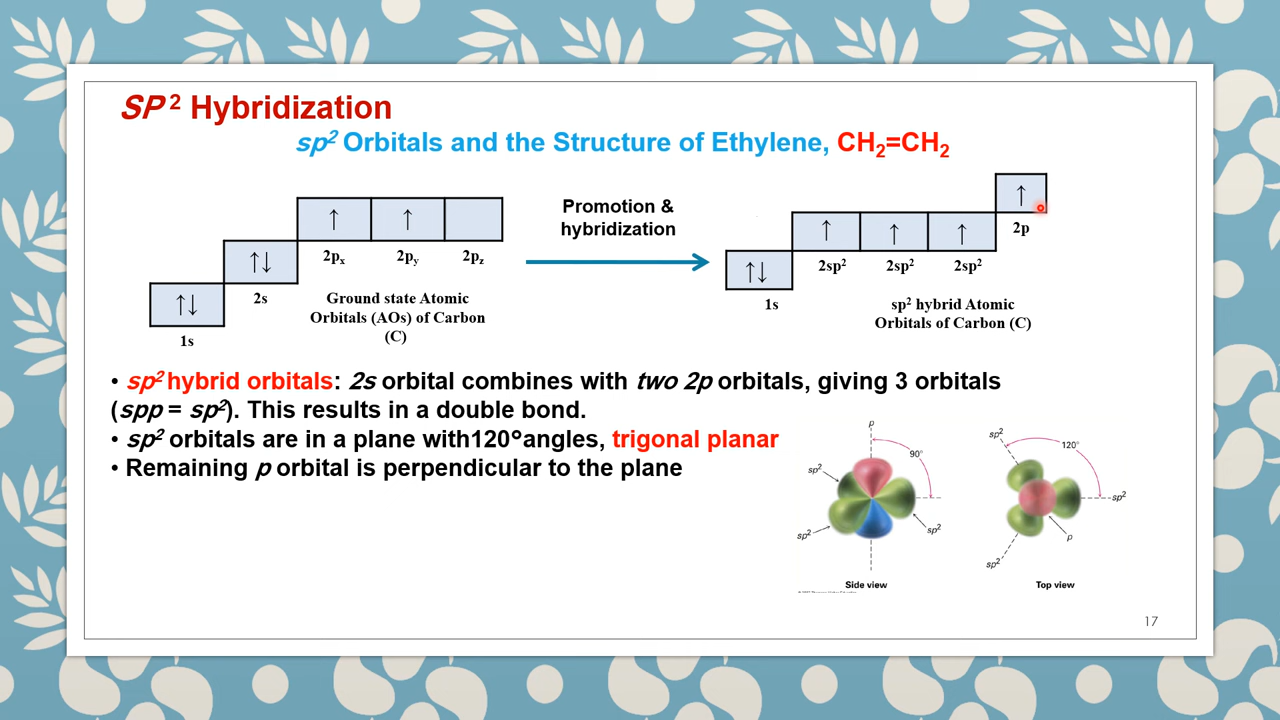 SP² Hybridization
sp² Orbitals and the Structure of Ethylene, CH₂=CH₂
↑ ↑
2pₓ 2pᵧ 2p_z
↑↓
2s
↑↓
1s
Ground state Atomic
Orbitals (AOs) of Carbon
(C)
Promotion &
hybridization
↑
2p
↑ ↑ ↑
2sp² 2sp² 2sp²
↑↓
1s
sp² hybrid Atomic
Orbitals of Carbon (C)
• sp² hybrid orbitals: 2s orbital combines with two 2p orbitals, giving 3 orbitals
(spp = sp²). This results in a double bond.
• sp² orbitals are in a plane with120°angles, trigonal planar
• Remaining p orbital is perpendicular to the plane
p
90°
sp²
sp²
sp²
Side view
sp²
120°
sp²
p
sp²
Top view
17